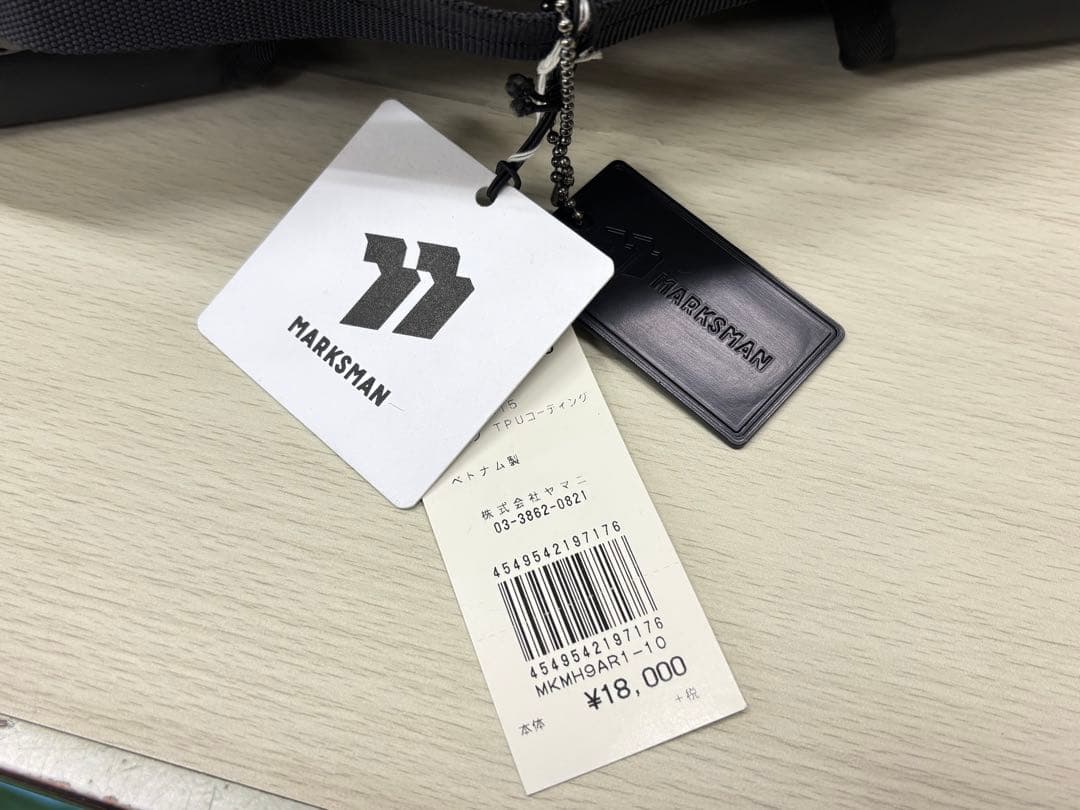 MARKSMAN
MARKSMAN
15
TPUコーティング
ベトナム製
株式会社ヤマニ
03-3862-0821
4549542197176
4549542197176
MKMH9AR1-10
¥18,000
本体 +税